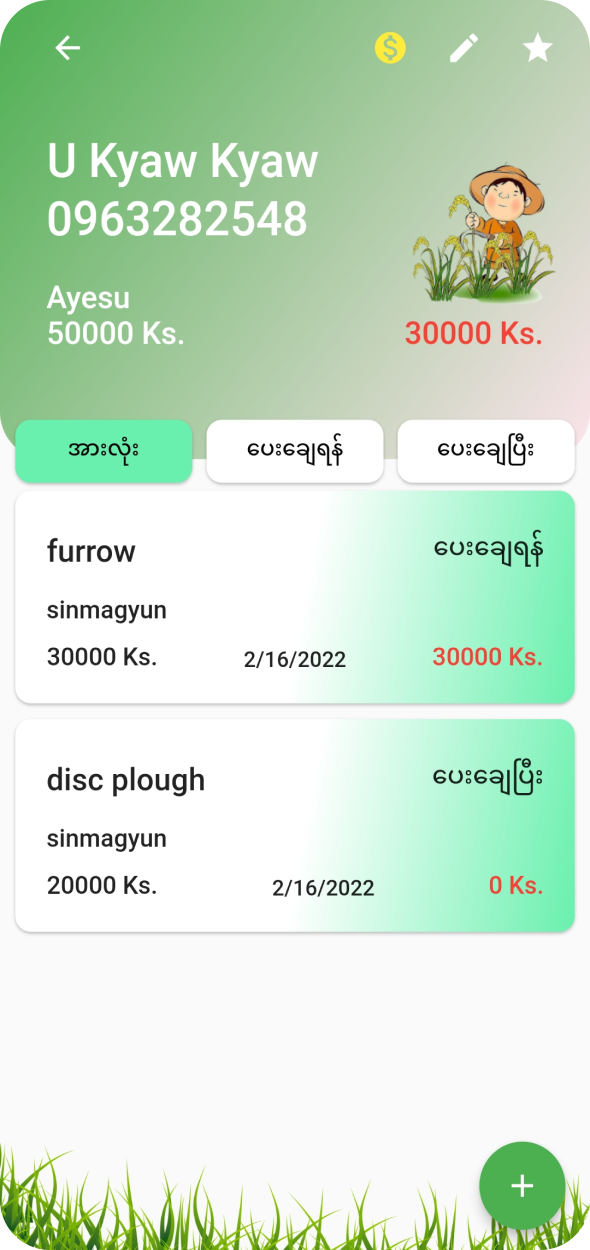 U Kyaw Kyaw
0963282548
Ayesu
50000 Ks. 30000 Ks.
အားလုံး ပေးချေရန် ပေးချေပြီး
furrow ပေးချေရန်
sinmagyun
30000 Ks. 2/16/2022 30000 Ks.
disc plough ပေးချေပြီး
sinmagyun
20000 Ks. 2/16/2022 0 Ks.